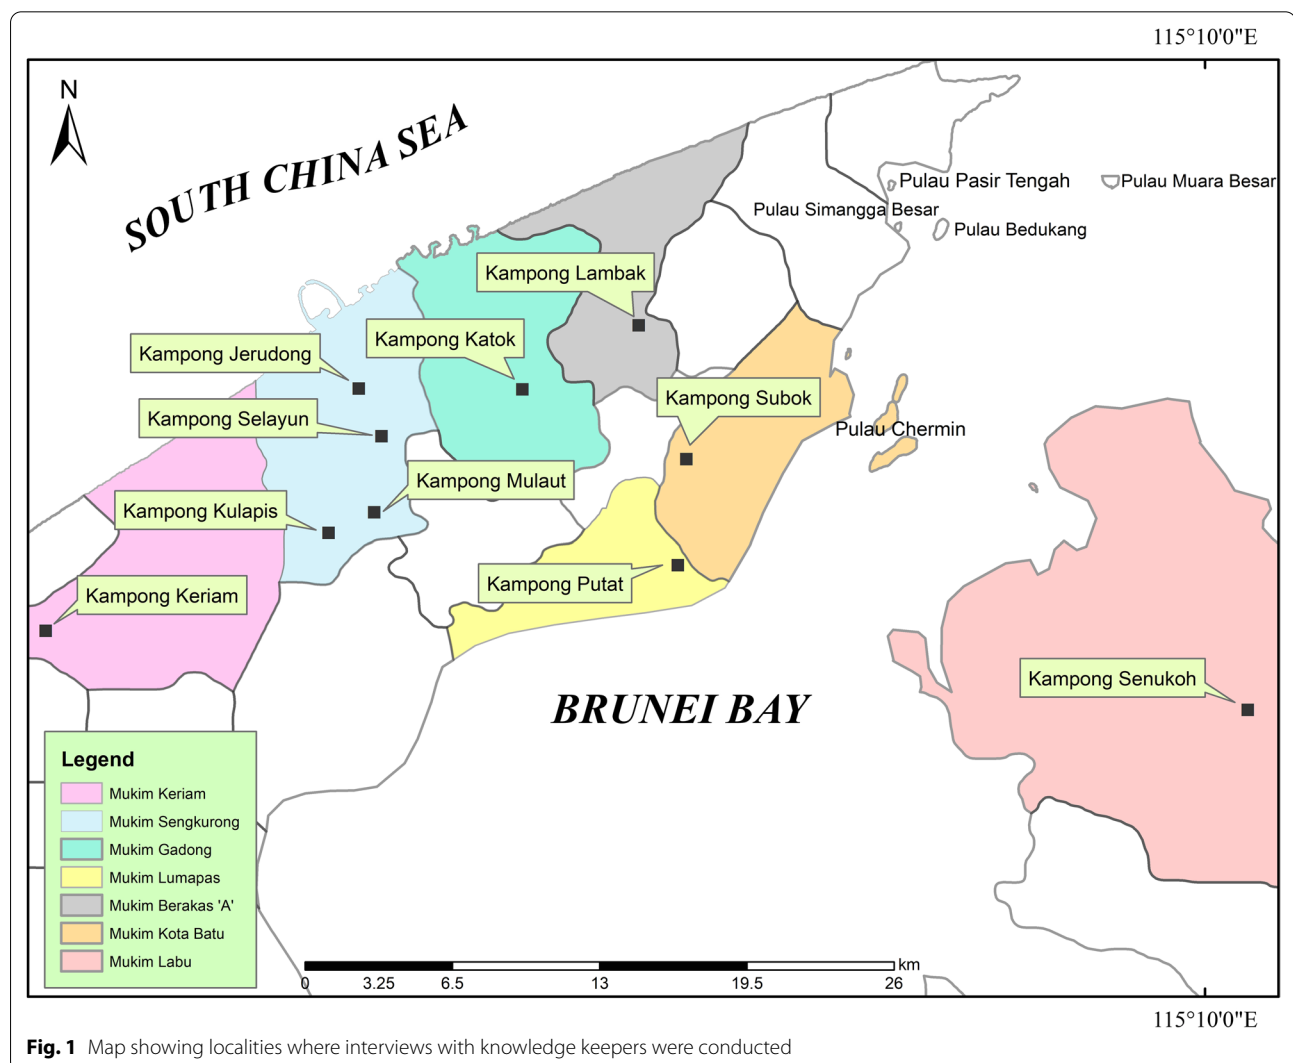 115°10'0"E
N
SOUTH CHINA SEA
Pulau Pasir Tengah
Pulau Muara Besar
Pulau Simangga Besar
Pulau Bedukang
Kampong Lambak
Kampong Katok
Kampong Jerudong
Kampong Subok
Kampong Selayun
Pulau Chermin
Kampong Mulaut
Kampong Kulapis
Kampong Putat
Kampong Keriam
Kampong Senukoh
BRUNEI BAY
Legend
Mukim Keriam
Mukim Sengkurong
Mukim Gadong
Mukim Lumapas
Mukim Berakas 'A'
Mukim Kota Batu
Mukim Labu
km
0 3.25 6.5 13 19.5 26
115°10'0"E
Fig. 1 Map showing localities where interviews with knowledge keepers were conducted